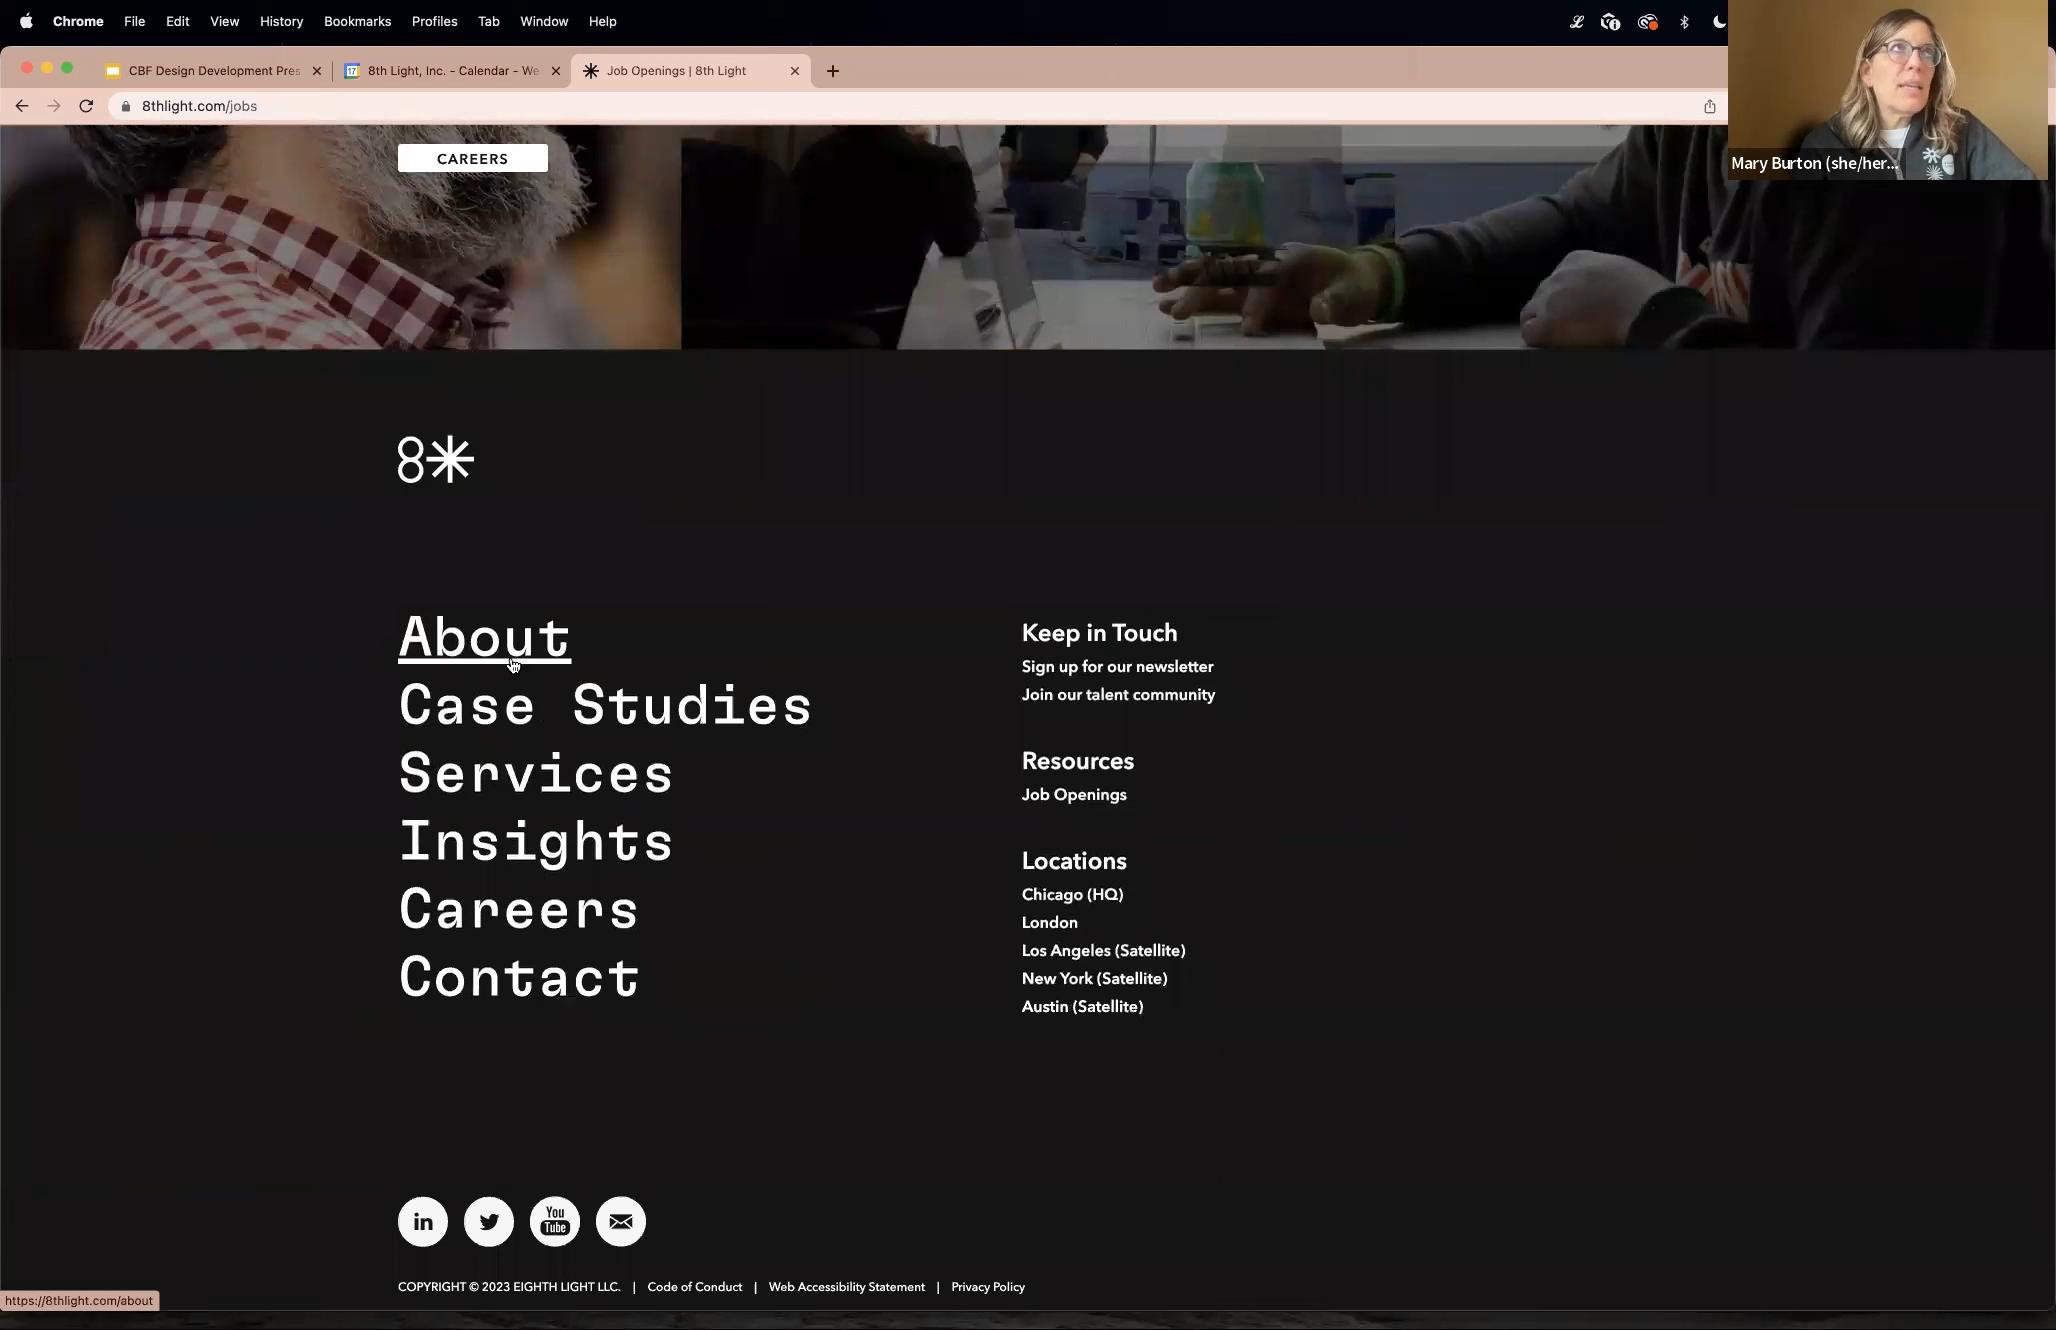 Chrome File Edit View History Bookmarks Profiles Tab Window Help
CBF Design Development Pres
8th Light, Inc. - Calendar - We
Job Openings | 8th Light
8thlight.com/jobs
Mary Burton (she/her...
CAREERS
8
About
Case Studies
Services
Insights
Careers
Contact
Keep in Touch
Sign up for our newsletter
Join our talent community
Resources
Job Openings
Locations
Chicago (HQ)
London
Los Angeles (Satellite)
New York (Satellite)
Austin (Satellite)
in
You
Tube
COPYRIGHT © 2023 EIGHTH LIGHT LLC. | Code of Conduct | Web Accessibility Statement | Privacy Policy
https://8thlight.com/about